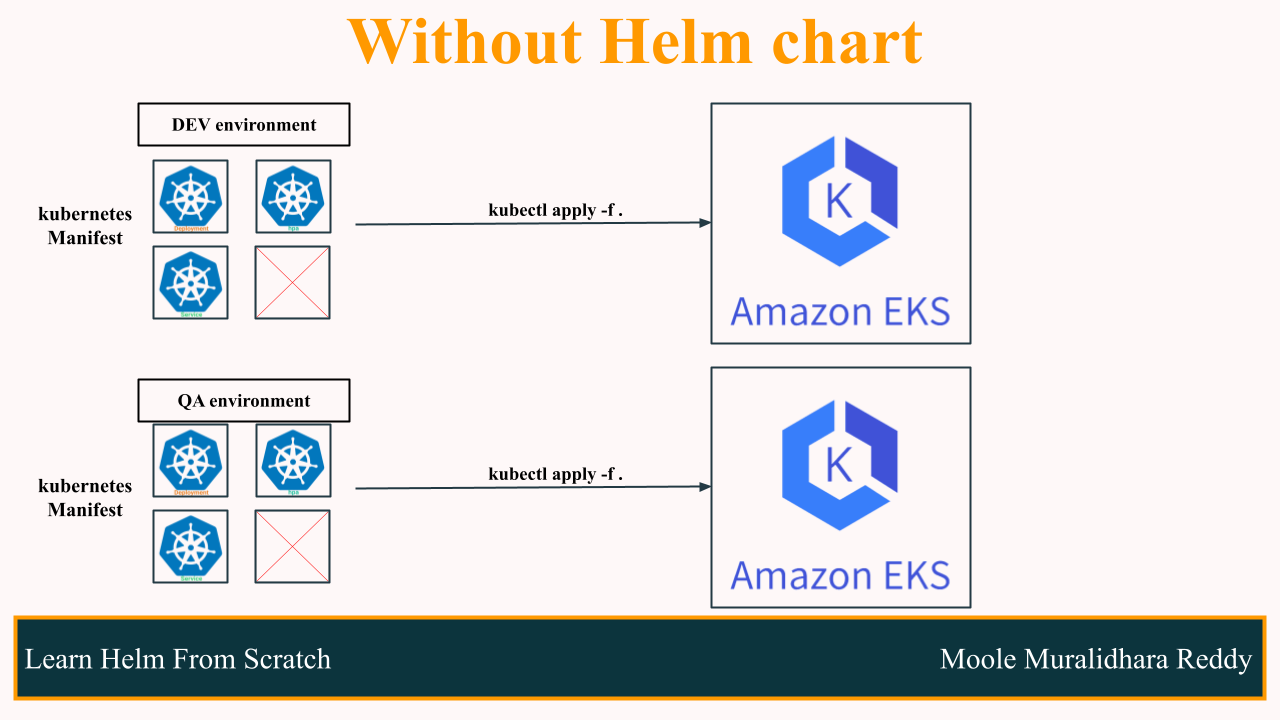 Without Helm chart
DEV environment
kubernetes
Manifest
Deployment
hpa
Service
kubectl apply -f .
K
Amazon EKS
QA environment
kubernetes
Manifest
Deployment
hpa
Service
kubectl apply -f .
K
Amazon EKS
Learn Helm From Scratch
Moole Muralidhara Reddy